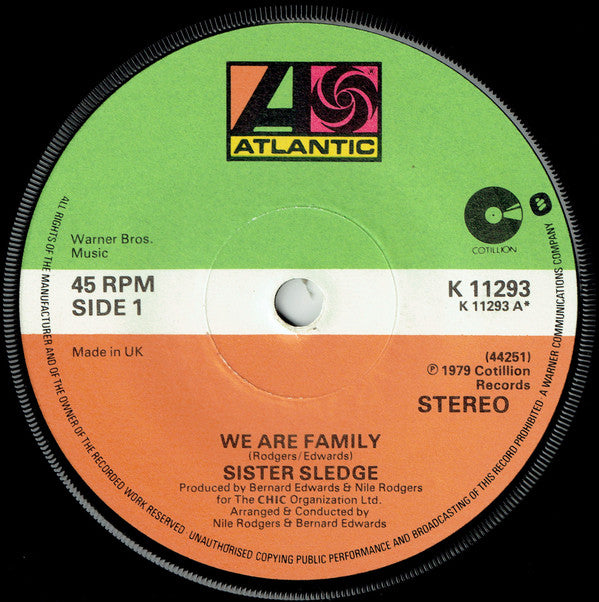 ATLANTIC
COTILLION
Warner Bros.
Music
45 RPM
SIDE 1
K 11293
K 11293 A*
Made in UK
(44251)
℗ 1979 Cotillion
Records
STEREO
WE ARE FAMILY
(Rodgers/Edwards)
SISTER SLEDGE
Produced by Bernard Edwards & Nile Rodgers
for The CHIC Organization Ltd.
Arranged & Conducted by
Nile Rodgers & Bernard Edwards
ALL RIGHTS OF THE MANUFACTURER AND OF THE OWNER OF THE RECORDED WORK RESERVED · UNAUTHORISED COPYING PUBLIC PERFORMANCE AND BROADCASTING OF THIS RECORD PROHIBITED · A WARNER COMMUNICATIONS COMPANY